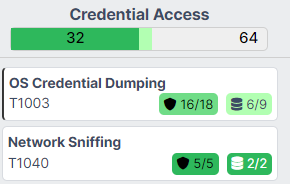 Credential Access
32 64
OS Credential Dumping
T1003 16/18 6/9
Network Sniffing
T1040 5/5 2/2